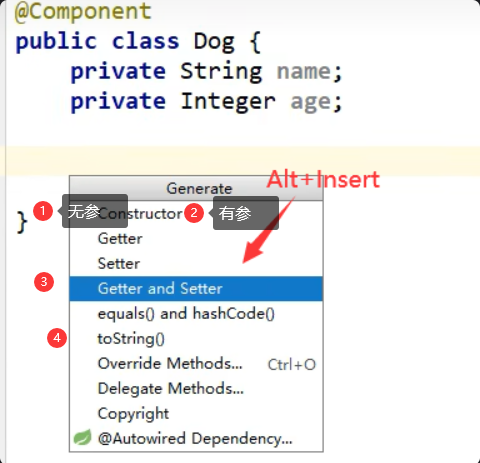 @Component
public class Dog {
private String name;
private Integer age;
Alt+Insert
Generate
} 1 无参 Constructor 2 有参
Getter
Setter
3 Getter and Setter
equals() and hashCode()
4 toString()
Override Methods... Ctrl+O
Delegate Methods...
Copyright
@Autowired Dependency...